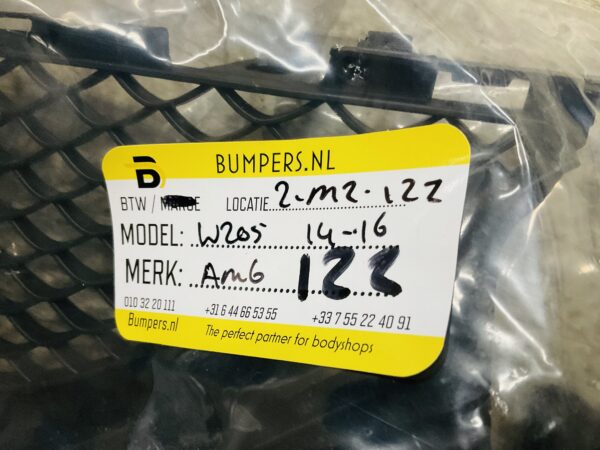 BUMPERS.NL
B
BTW / MARGE LOCATIE 2-M2-122
MODEL: W205 14-16
MERK: AMG 122
010 32 20 111 +31 6 44 66 53 55 +33 7 55 22 40 91
Bumpers.nl The perfect partner for bodyshops